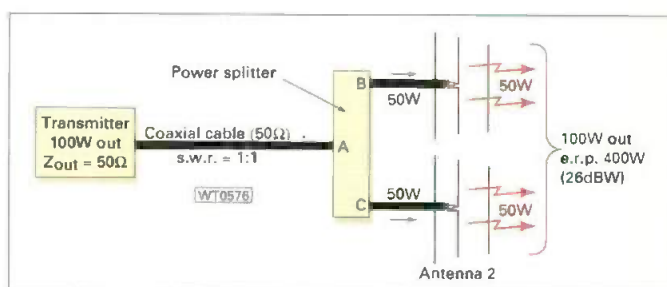 Power splitter
Transmitter
100W out
Zout = 50Ω
Coaxial cable (50Ω)
s.w.r. = 1:1
WT0576
A
B
C
50W
50W
50W
50W
100W out
e.r.p. 400W
(26dBW)
Antenna 2